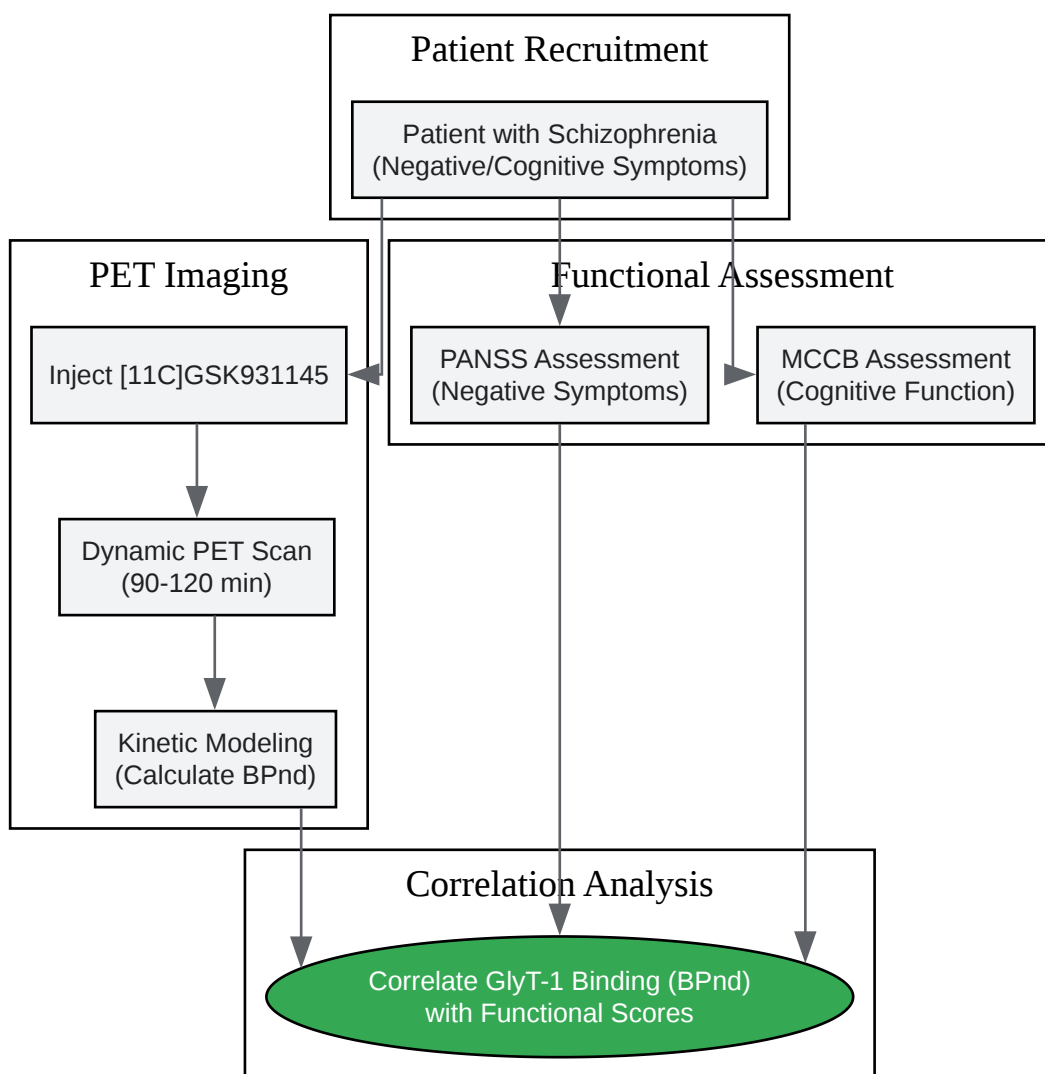 Patient Recruitment
Patient with Schizophrenia
(Negative/Cognitive Symptoms)
PET Imaging
Inject [11C]GSK931145
Dynamic PET Scan
(90-120 min)
Kinetic Modeling
(Calculate BPnd)
Functional Assessment
PANSS Assessment
(Negative Symptoms)
MCCB Assessment
(Cognitive Function)
Correlation Analysis
Correlate GlyT-1 Binding (BPnd)
with Functional Scores